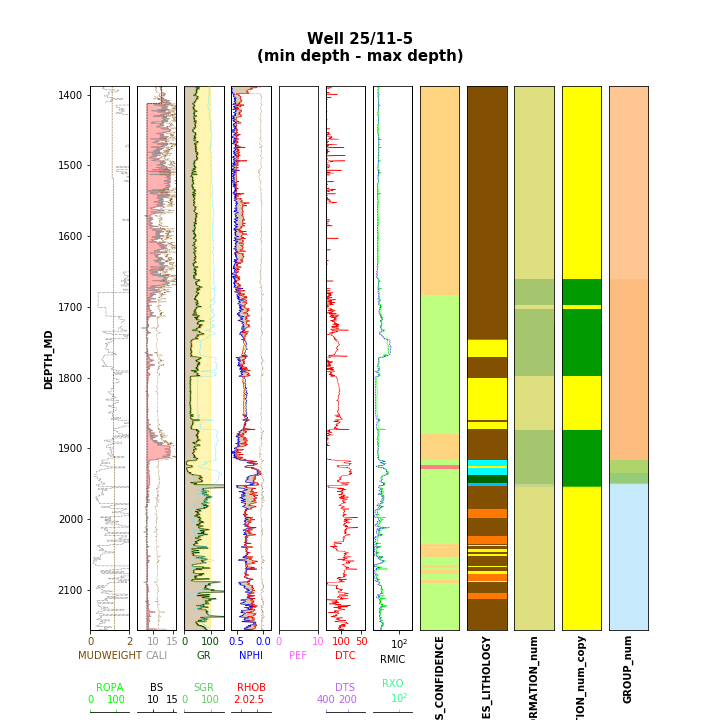 Well 25/11-5
(min depth - max depth)
DEPTH_MD
1400
1500
1600
1700
1800
1900
2000
2100
0 2
MUDWEIGHT
ROPA
0 100
10 15
CALI
BS
10 15
0 100
GR
SGR
0 100
0.5 0.0
NPHI
RHOB
2.02.5
0 10
PEF
100 50
DTC
DTS
400 200
10²
RMIC
RXO
10²
S_CONFIDENCE
ES_LITHOLOGY
RMATION_num
TION_num_copy
GROUP_num